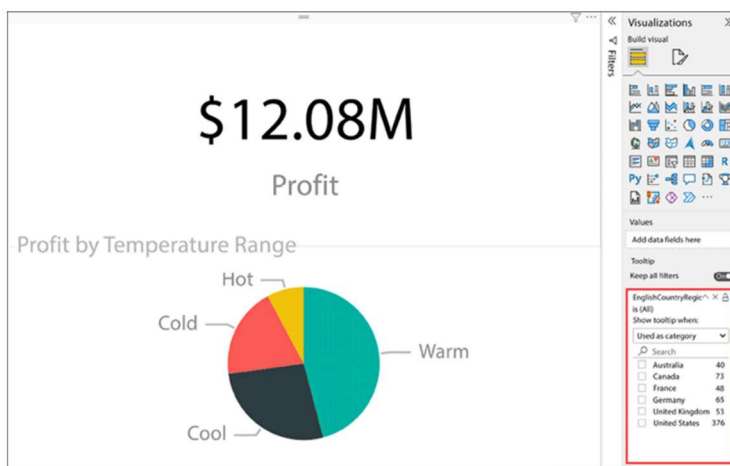 $12.08M
Profit
Profit by Temperature Range
Hot
Cold
Warm
Cool
Filters
Visualizations
Build visual
R
Py
Values
Add data fields here
Tooltip
Keep all filters
On
EnglishCountryRegic
is (All)
Show tooltip when:
Used as category
Search
Australia 40
Canada 73
France 48
Germany 65
United Kingdom 53
United States 376